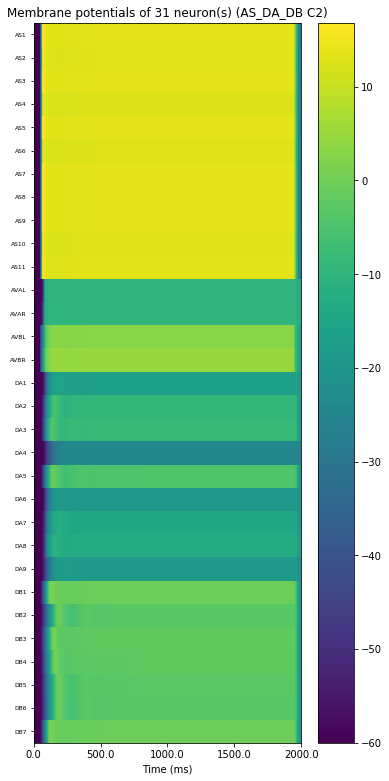 Membrane potentials of 31 neuron(s) (AS_DA_DB C2)
AS1
AS2
AS3
AS4
AS5
AS6
AS7
AS8
AS9
AS10
AS11
AVAL
AVAR
AVBL
AVBR
DA1
DA2
DA3
DA4
DA5
DA6
DA7
DA8
DA9
DB1
DB2
DB3
DB4
DB5
DB6
DB7
0.0 500.0 1000.0 1500.0 2000.0
Time (ms)
10
0
−10
−20
−30
−40
−50
−60